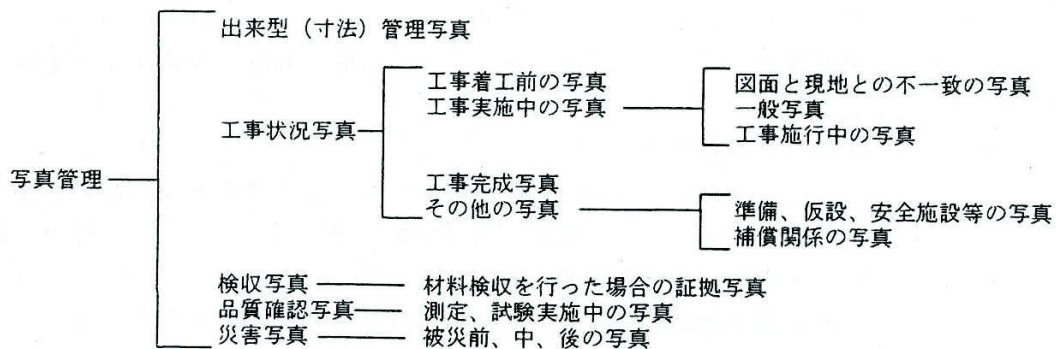 出来型（寸法）管理写真
工事着工前の写真
工事実施中の写真
図面と現地との不一致の写真
一般写真
工事施行中の写真
工事状況写真
写真管理
工事完成写真
その他の写真
準備、仮設、安全施設等の写真
補償関係の写真
検収写真 材料検収を行った場合の証拠写真
品質確認写真 測定、試験実施中の写真
災害写真 被災前、中、後の写真